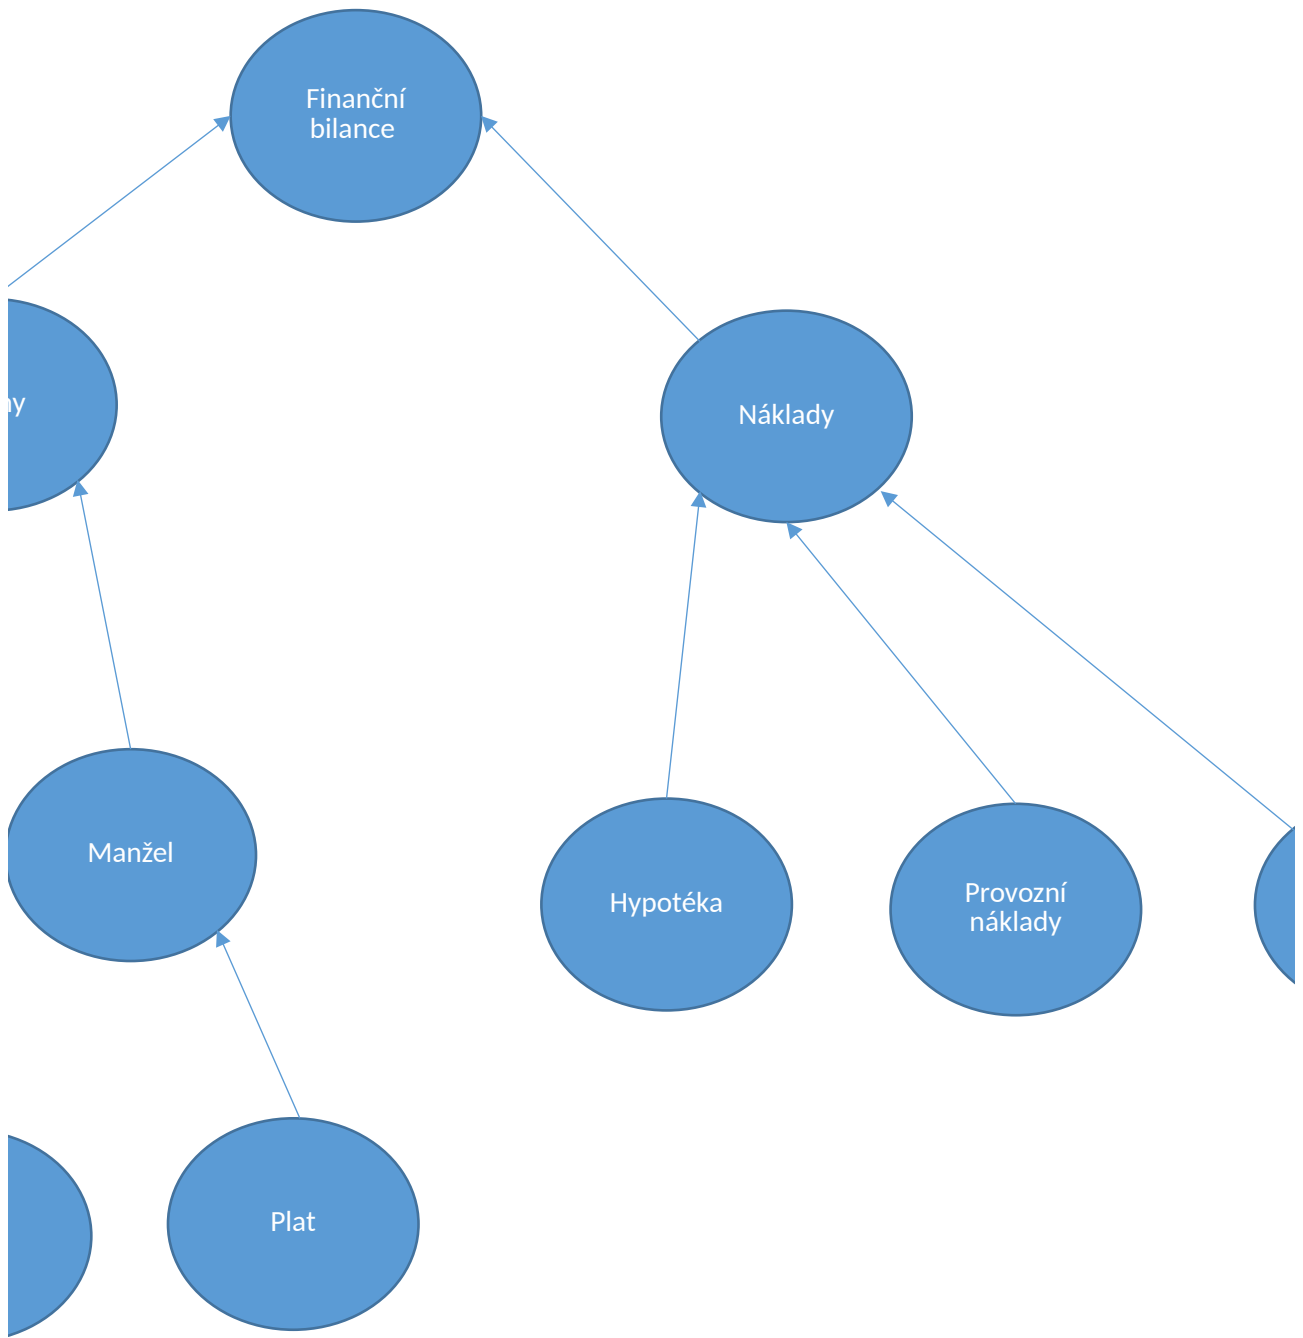 Finanční
bilance
Náklady
Manžel
Hypotéka
Provozní
náklady
Plat